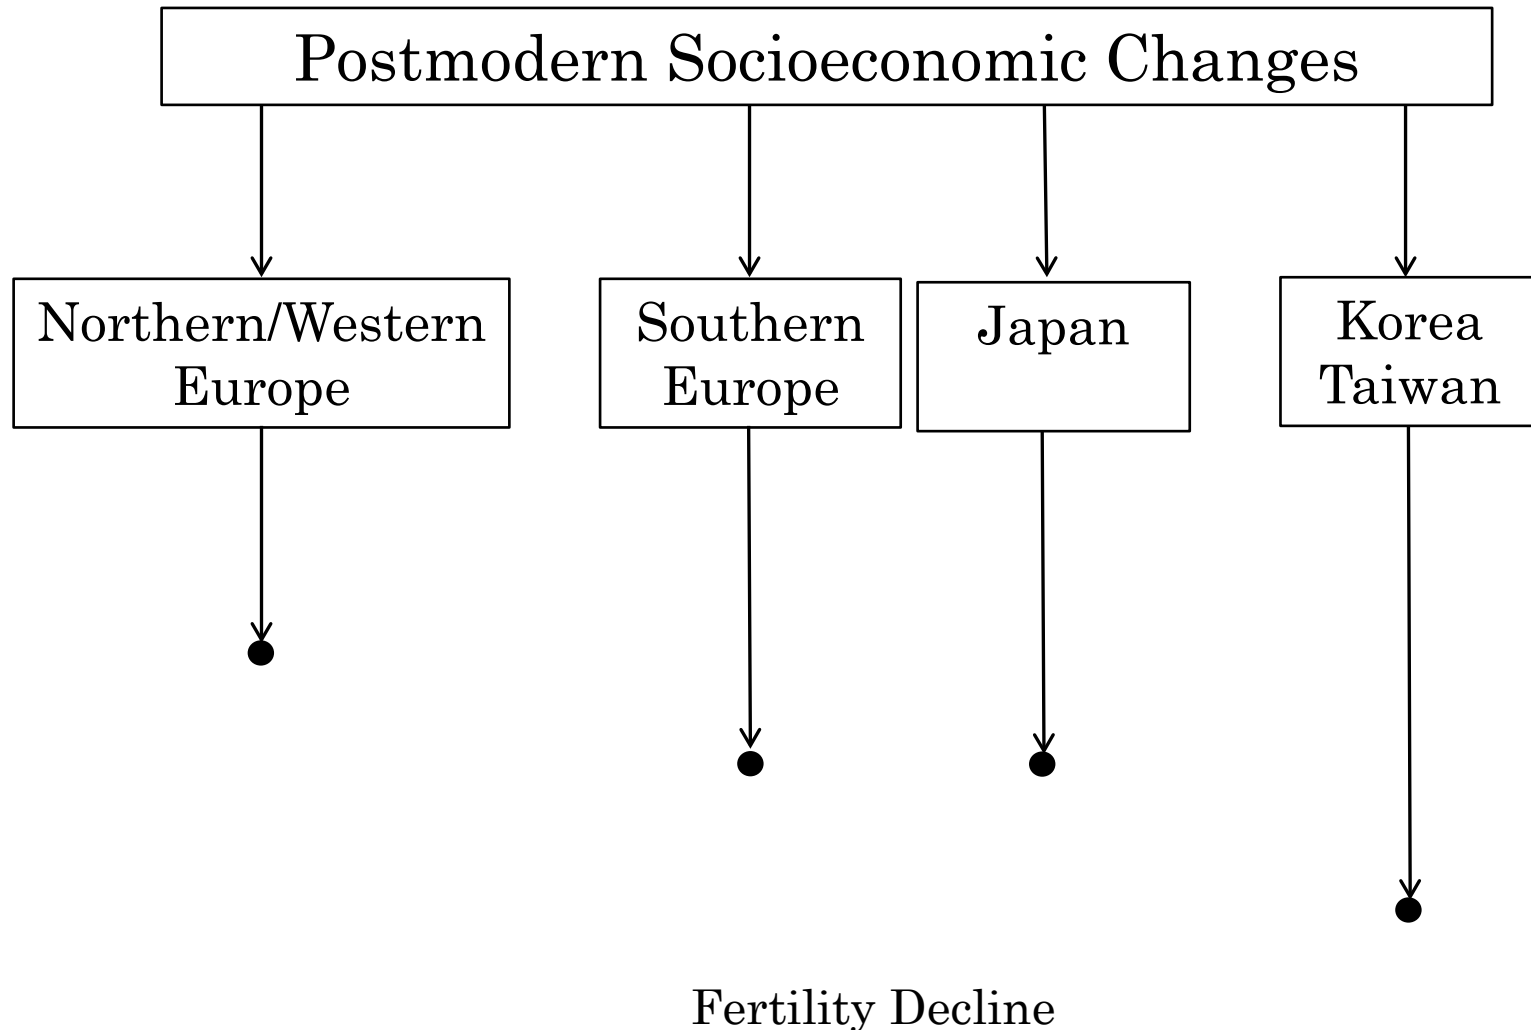 Postmodern Socioeconomic Changes
Northern/Western
Europe
Southern
Europe
Japan
Korea
Taiwan
Fertility Decline